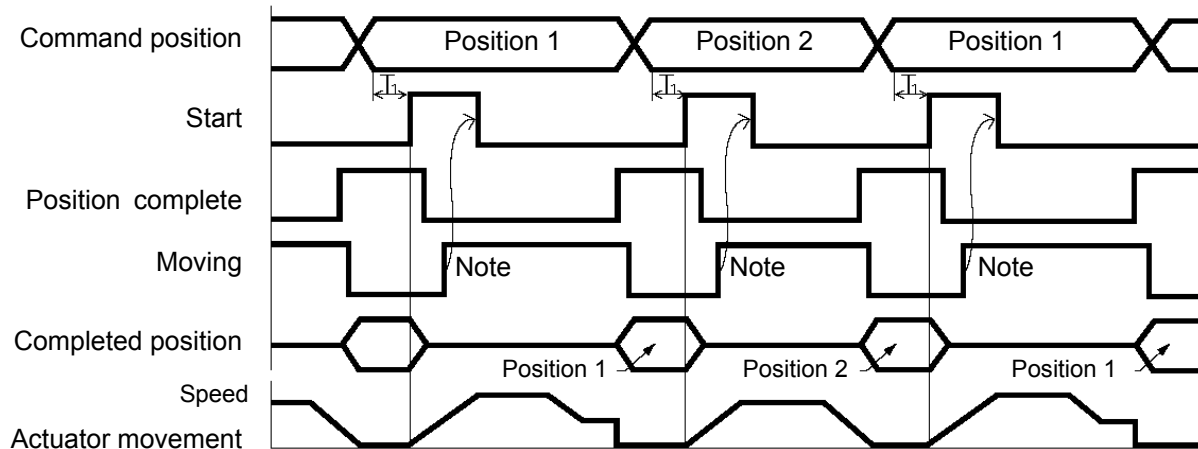 Command position
Position 1
Position 2
Position 1
T₁
T₁
T₁
Start
Position complete
Moving
Note
Note
Note
Completed position
Position 1
Position 2
Position 1
Speed
Actuator movement